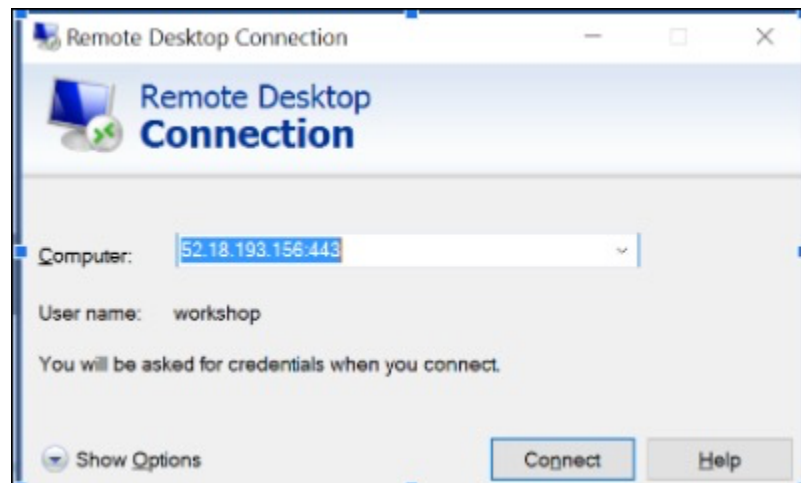 Remote Desktop Connection
Remote Desktop
Connection
Computer: 52.18.193.156:443
User name: workshop
You will be asked for credentials when you connect.
Show Options Connect Help